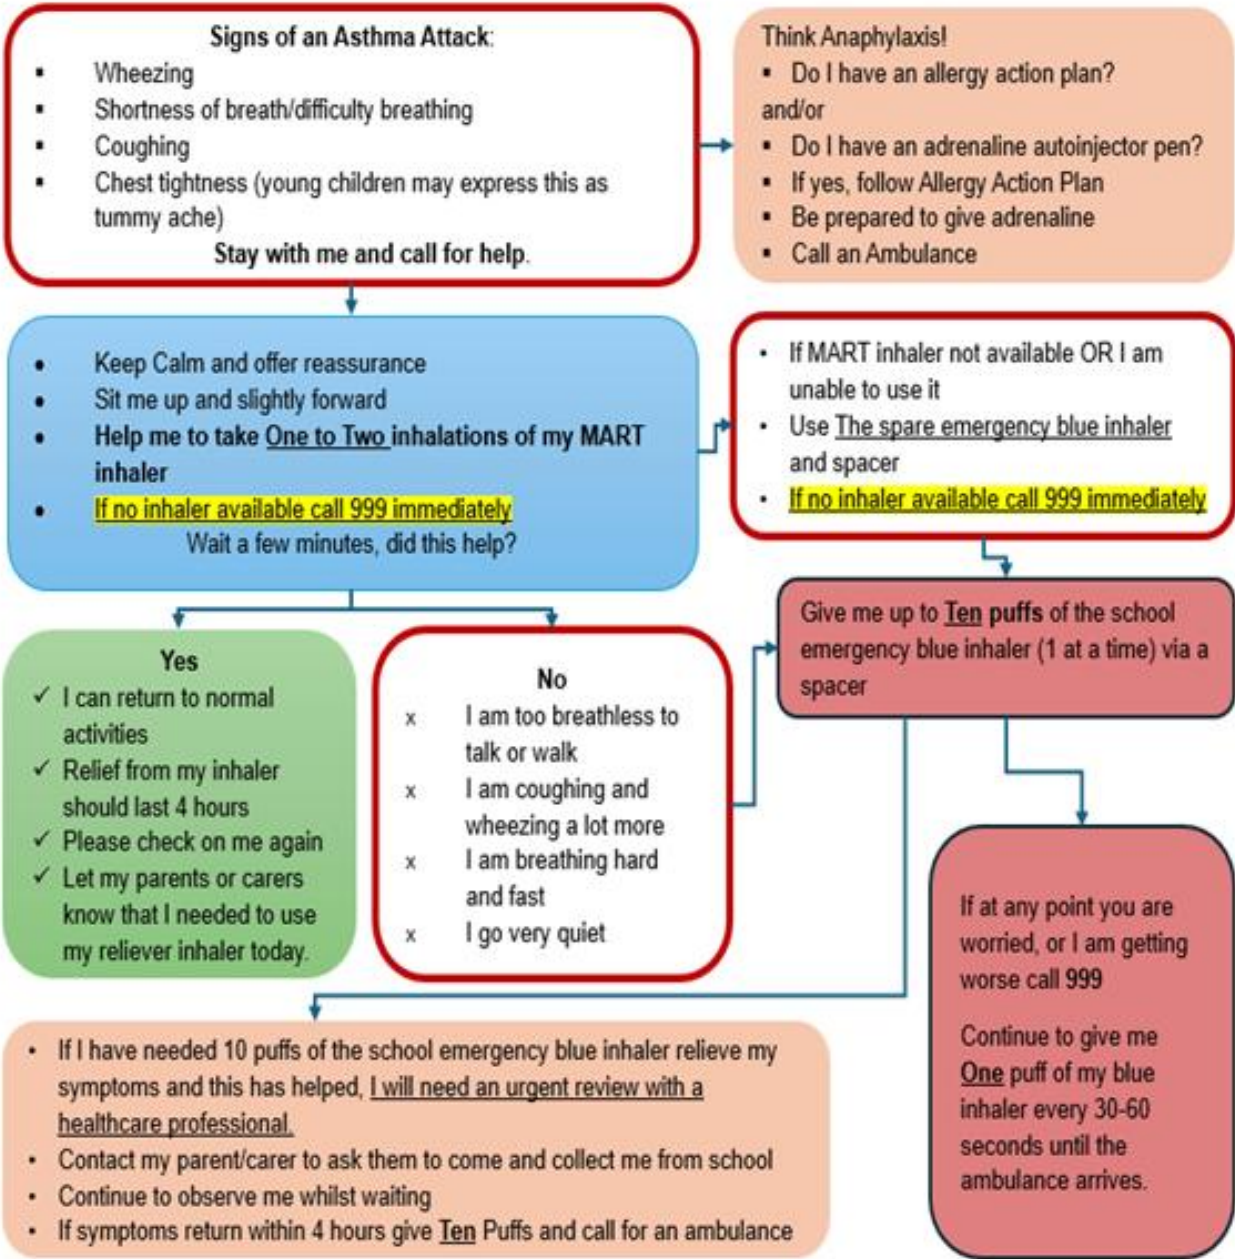 Signs of an Asthma Attack:
▪ Wheezing
▪ Shortness of breath/difficulty breathing
▪ Coughing
▪ Chest tightness (young children may express this as
tummy ache)
Stay with me and call for help.
Think Anaphylaxis!
▪ Do I have an allergy action plan?
and/or
▪ Do I have an adrenaline autoinjector pen?
▪ If yes, follow Allergy Action Plan
▪ Be prepared to give adrenaline
▪ Call an Ambulance
• Keep Calm and offer reassurance
• Sit me up and slightly forward
• Help me to take One to Two inhalations of my MART
inhaler
• If no inhaler available call 999 immediately
Wait a few minutes, did this help?
• If MART inhaler not available OR I am
unable to use it
• Use The spare emergency blue inhaler
and spacer
• If no inhaler available call 999 immediately
Yes
✓ I can return to normal
activities
✓ Relief from my inhaler
should last 4 hours
✓ Please check on me again
✓ Let my parents or carers
know that I needed to use
my reliever inhaler today.
No
x I am too breathless to
talk or walk
x I am coughing and
wheezing a lot more
x I am breathing hard
and fast
x I go very quiet
Give me up to Ten puffs of the school
emergency blue inhaler (1 at a time) via a
spacer
If at any point you are
worried, or I am getting
worse call 999
Continue to give me
One puff of my blue
inhaler every 30-60
seconds until the
ambulance arrives.
• If I have needed 10 puffs of the school emergency blue inhaler relieve my
symptoms and this has helped, I will need an urgent review with a
healthcare professional.
• Contact my parent/carer to ask them to come and collect me from school
• Continue to observe me whilst waiting
• If symptoms return within 4 hours give Ten Puffs and call for an ambulance